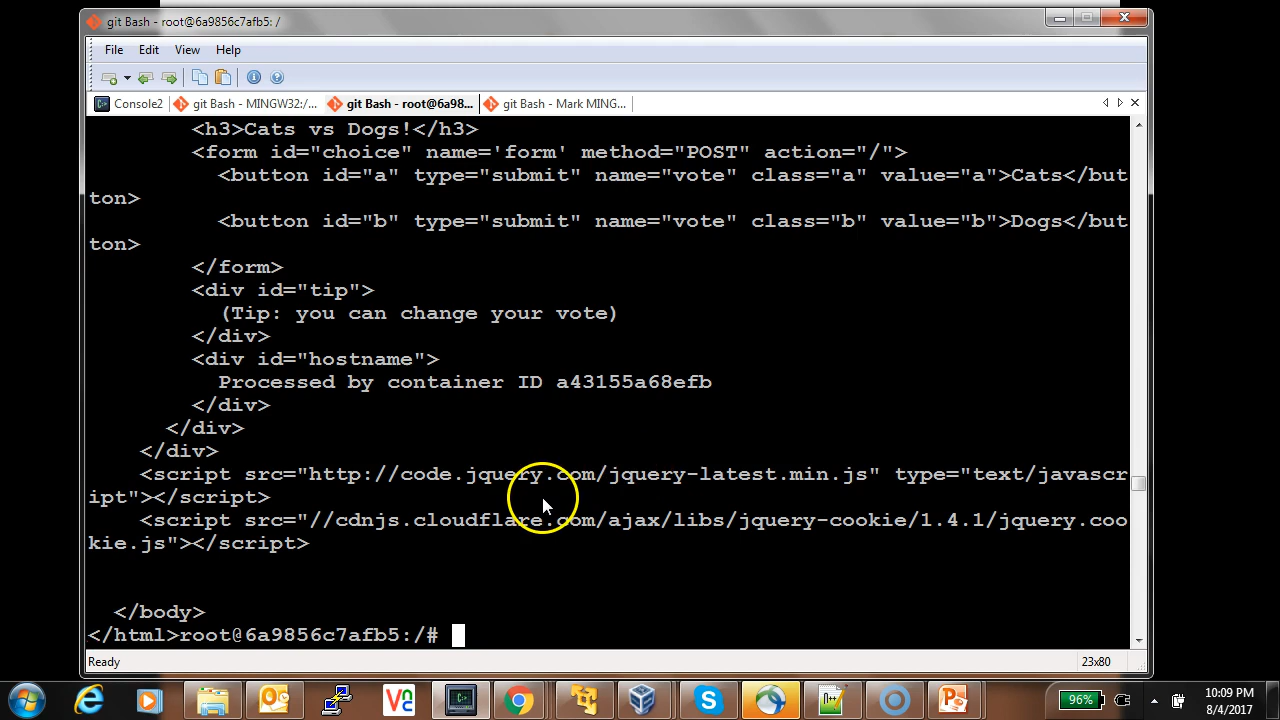 git Bash - root@6a9856c7afb5: /
File Edit View Help
Console2 git Bash - MINGW32:/... git Bash - root@6a98... git Bash - Mark MING...
<h3>Cats vs Dogs!</h3>
<form id="choice" name='form' method="POST" action="/">
<button id="a" type="submit" name="vote" class="a" value="a">Cats</but
ton>
<button id="b" type="submit" name="vote" class="b" value="b">Dogs</but
ton>
</form>
<div id="tip">
(Tip: you can change your vote)
</div>
<div id="hostname">
Processed by container ID a43155a68efb
</div>
</div>
</div>
<script src="http://code.jquery.com/jquery-latest.min.js" type="text/javascr
ipt"></script>
<script src="//cdnjs.cloudflare.com/ajax/libs/jquery-cookie/1.4.1/jquery.coo
kie.js"></script>
</body>
</html>root@6a9856c7afb5:/#
Ready 23x80
96% 10:09 PM
8/4/2017